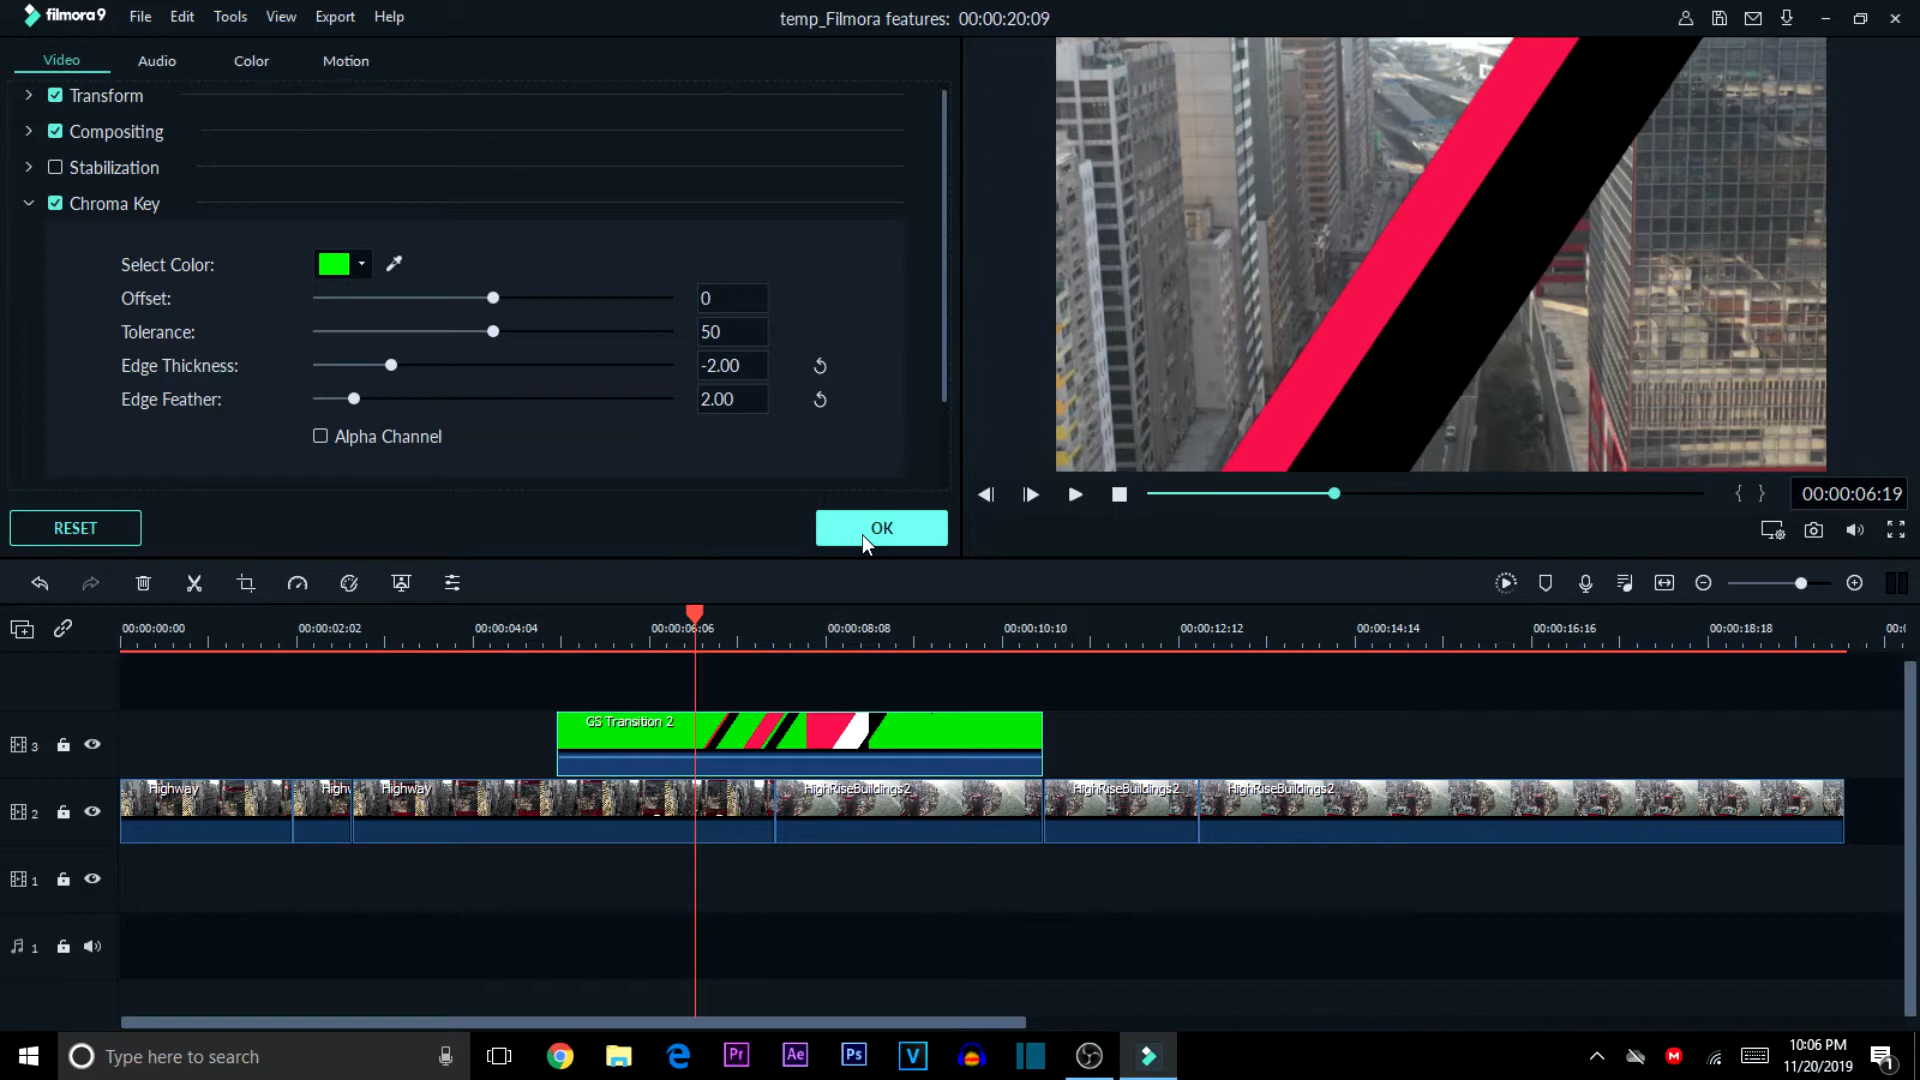 filmora9
File Edit Tools View Export Help
temp_Filmora features: 00:00:20:09
Video Audio Color Motion
Transform
Compositing
Stabilization
Chroma Key
Select Color:
Offset: 0
Tolerance: 50
Edge Thickness: -2.00
Edge Feather: 2.00
Alpha Channel
RESET OK
00:00:06:19
00:00:00:00 00:00:02:02 00:00:04:04 00:00:06:06 00:00:08:08 00:00:10:10 00:00:12:12 00:00:14:14 00:00:16:16 00:00:18:18
GS Transition 2
3
Highway Highw Highway HighRiseBuildings2 HighRiseBuildings2 HighRiseBuildings2
2
1
1
Type here to search
Pr Ae Ps V
M
10:06 PM
11/20/2019
1